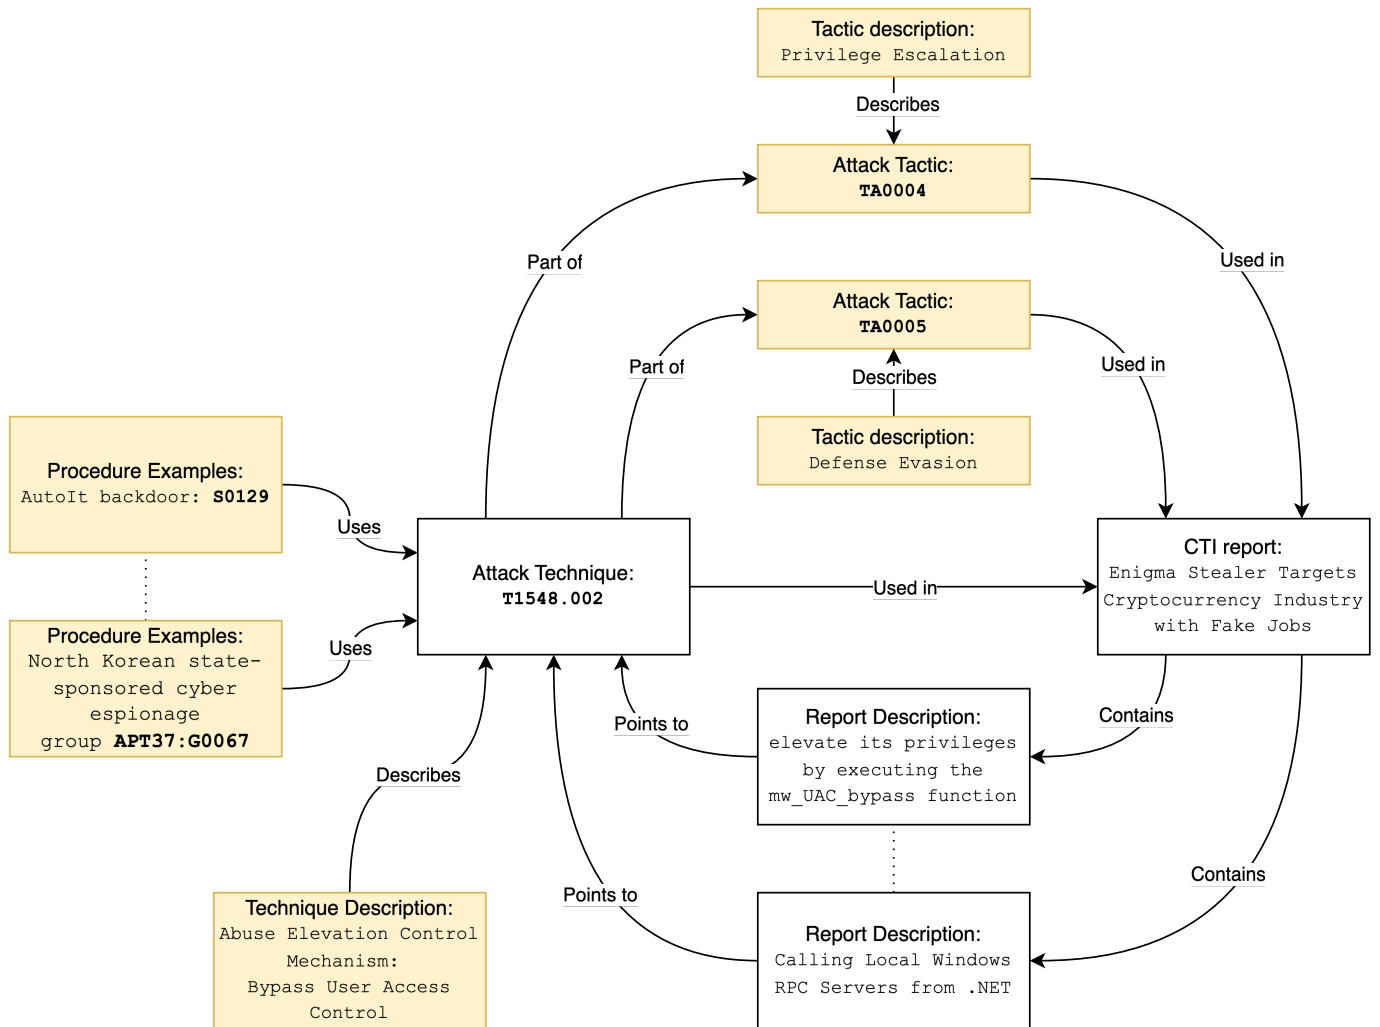 Tactic description:
Privilege Escalation
Describes
Attack Tactic:
TA0004
Part of
Used in
Attack Tactic:
TA0005
Part of
Used in
Describes
Tactic description:
Defense Evasion
Procedure Examples:
AutoIt backdoor: S0129
Uses
Attack Technique:
T1548.002
Used in
CTI report:
Enigma Stealer Targets
Cryptocurrency Industry
with Fake Jobs
Procedure Examples:
North Korean state-
sponsored cyber
espionage
group APT37:G0067
Uses
Points to
Report Description:
elevate its privileges
by executing the
mw_UAC_bypass function
Contains
Describes
Technique Description:
Abuse Elevation Control
Mechanism:
Bypass User Access
Control
Points to
Report Description:
Calling Local Windows
RPC Servers from .NET
Contains